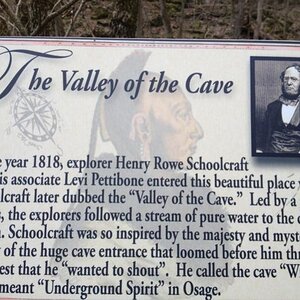 The Valley of the Cave
e year 1818, explorer Henry Rowe Schoolcraft
is associate Levi Pettibone entered this beautiful place
lcraft later dubbed the “Valley of the Cave.” Led by a
s, the explorers followed a stream of pure water to the
n. Schoolcraft was so inspired by the majesty and myste
y of the huge cave entrance that loomed before him th
est that he “wanted to shout”. He called the cave “W
meant “Underground Spirit” in Osage.